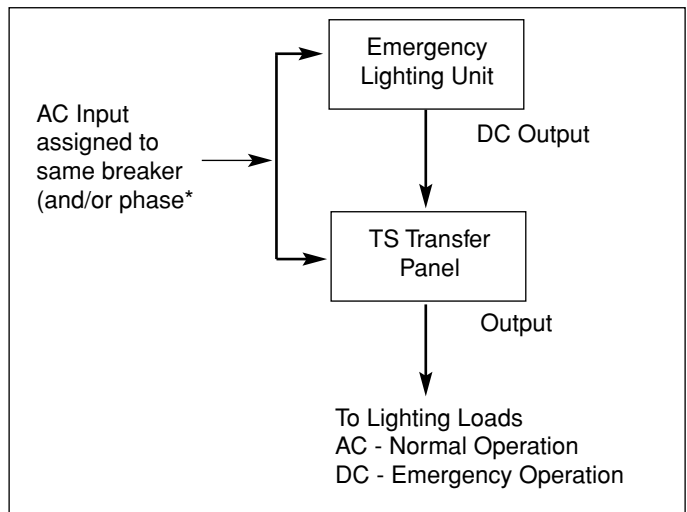 Emergency
Lighting Unit
AC Input
assigned to
same breaker
(and/or phase*
DC Output
TS Transfer
Panel
Output
To Lighting Loads
AC - Normal Operation
DC - Emergency Operation